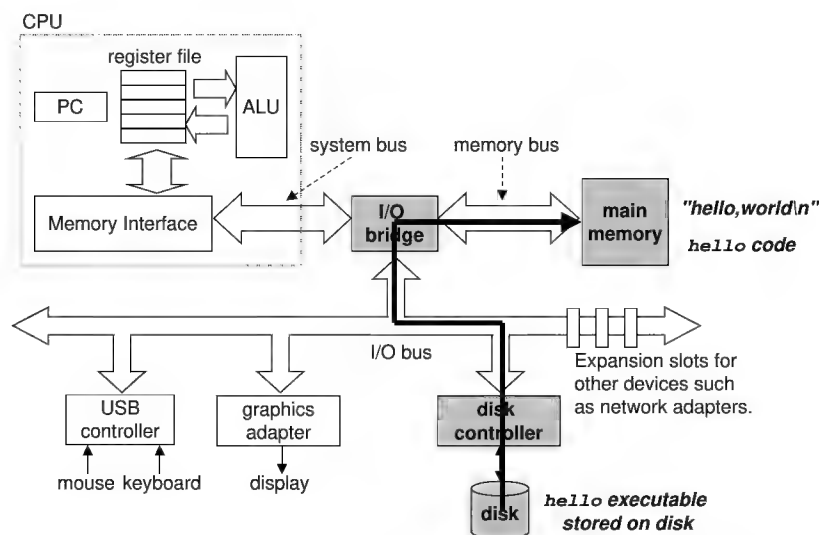 CPU
register file
PC
ALU
system bus
memory bus
Memory Interface
I/O
bridge
main
memory
"hello,world\n"
hello code
I/O bus
Expansion slots for
other devices such
as network adapters.
USB
controller
graphics
adapter
disk
controller
mouse keyboard
display
disk
hello executable
stored on disk